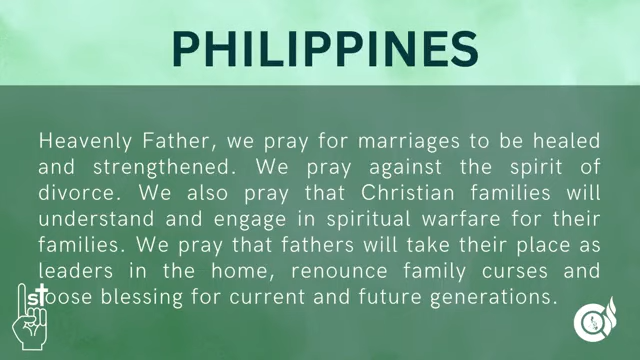 PHILIPPINES
Heavenly Father, we pray for marriages to be healed
and strengthened. We pray against the spirit of
divorce. We also pray that Christian families will
understand and engage in spiritual warfare for their
families. We pray that fathers will take their place as
leaders in the home, renounce family curses and
loose blessing for current and future generations.
st